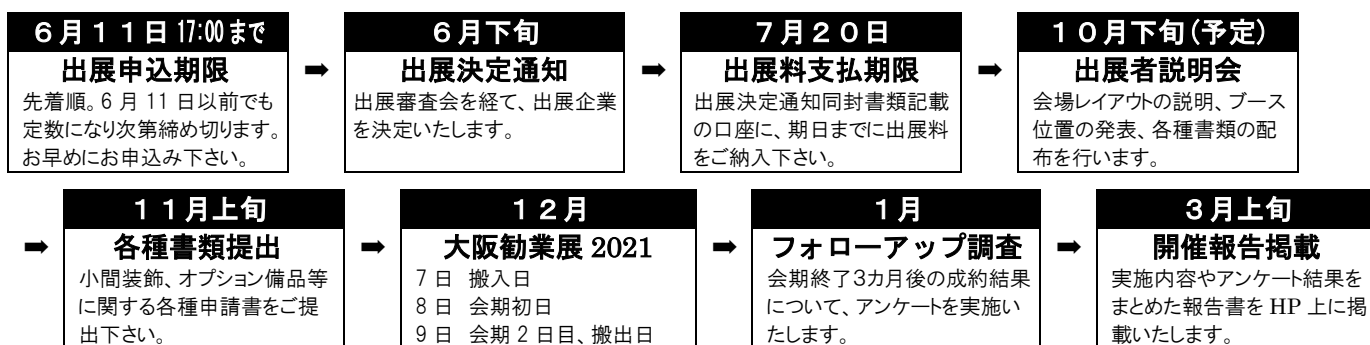 ６月１１日 17:00 まで
出展申込期限
先着順。6 月 11 日以前でも
定数になり次第締め切ります。
お早めにお申込み下さい。
➡
６月下旬
出展決定通知
出展審査会を経て、出展企業
を決定いたします。
➡
７月２０日
出展料支払期限
出展決定通知同封書類記載
の口座に、期日までに出展料
をご納入下さい。
➡
１０月下旬（予定）
出展者説明会
会場レイアウトの説明、ブース
位置の発表、各種書類の配
布を行います。
➡
１１月上旬
各種書類提出
小間装飾、オプション備品等
に関する各種申請書をご提
出下さい。
➡
１２月
大阪勧業展 2021
7 日 搬入日
8 日 会期初日
9 日 会期 2 日目、搬出日
➡
１月
フォローアップ調査
会期終了3カ月後の成約結果
について、アンケートを実施い
たします。
➡
３月上旬
開催報告掲載
実施内容やアンケート結果を
まとめた報告書を HP 上に掲
載いたします。